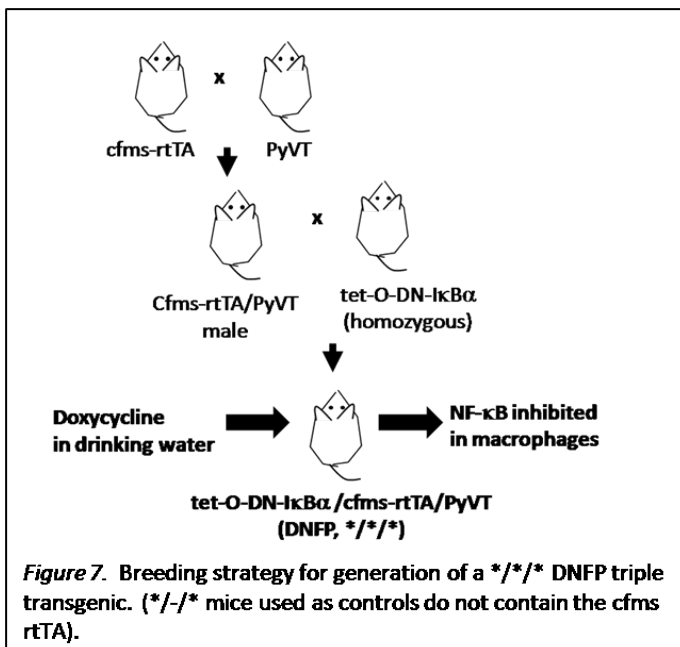 x
cfms-rtTA PyVT
x
Cfms-rtTA/PyVT tet-O-DN-IκBα
male (homozygous)
Doxycycline NF-κB inhibited
in drinking water in macrophages
tet-O-DN-IκBα/cfms-rtTA/PyVT
(DNFP, */*/*)
Figure 7. Breeding strategy for generation of a */*/* DNFP triple
transgenic. (*/-/* mice used as controls do not contain the cfms
rtTA).